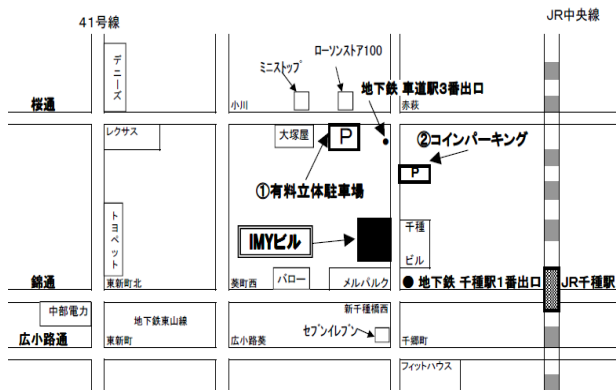 41号線
JR中央線
デニーズ
ミニストップ
ローソンストア100
地下鉄 車道駅3番出口
桜通
小川
赤萩
レクサス
大塚屋
P
②コインパーキング
P
①有料立体駐車場
トヨペット
IMYビル
千種ビル
錦通
東新町北
葵町西
バロー
メルパルク
● 地下鉄 千種駅1番出口
JR千種駅
中部電力
地下鉄東山線
新千種橋西
セブンイレブン
広小路通
東新町
広小路葵
千郷町
フィットハウス